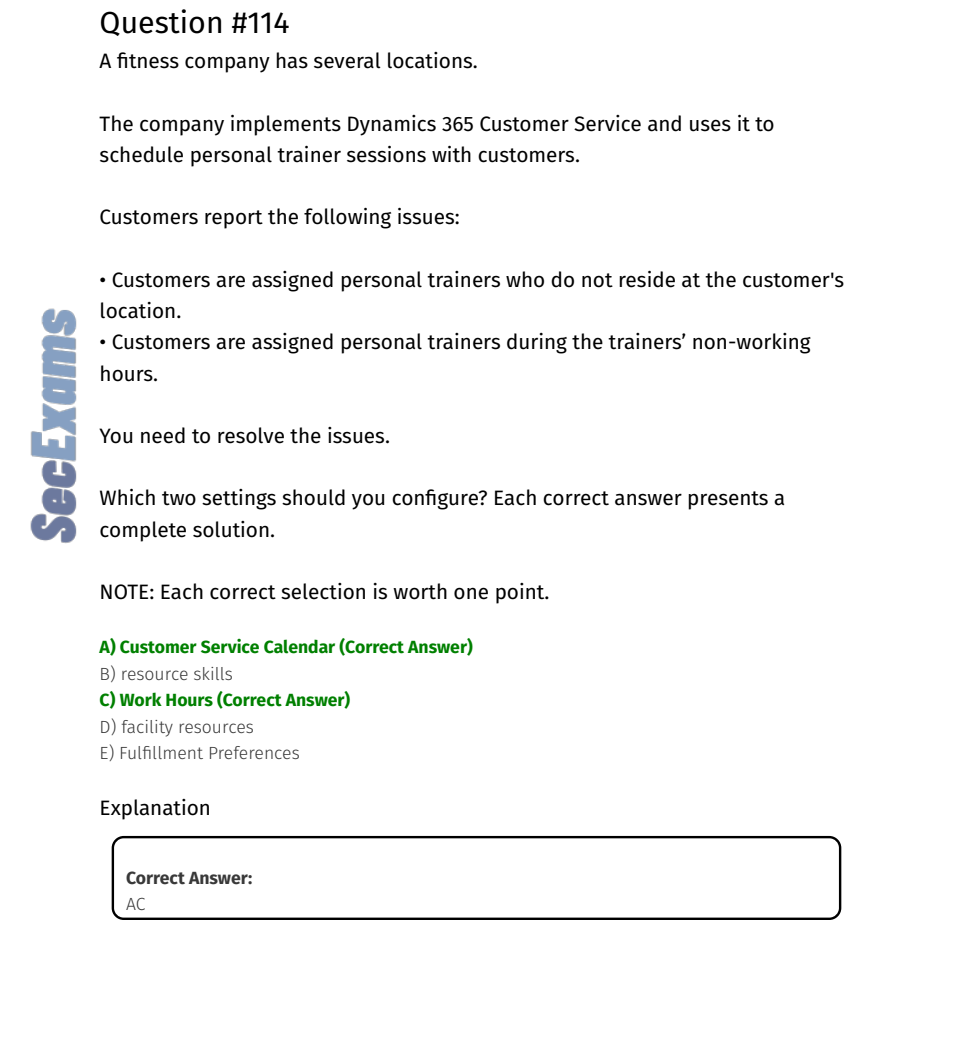 Question #114
A fitness company has several locations.
The company implements Dynamics 365 Customer Service and uses it to
schedule personal trainer sessions with customers.
Customers report the following issues:
• Customers are assigned personal trainers who do not reside at the customer's
location.
• Customers are assigned personal trainers during the trainers’ non-working
hours.
You need to resolve the issues.
Which two settings should you configure? Each correct answer presents a
complete solution.
NOTE: Each correct selection is worth one point.
A) Customer Service Calendar (Correct Answer)
B) resource skills
C) Work Hours (Correct Answer)
D) facility resources
E) Fulfillment Preferences
Explanation
Correct Answer:
AC
SecExams